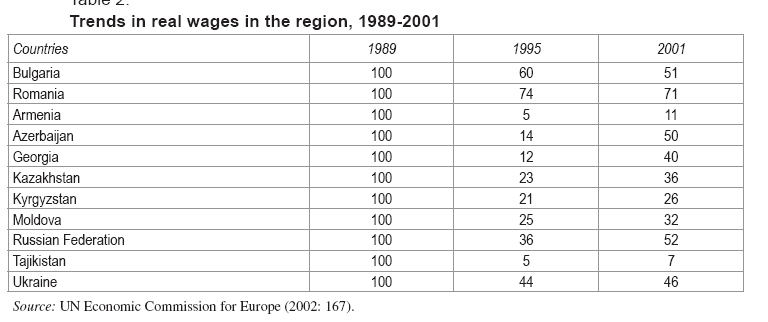 Table 2.
Trends in real wages in the region, 1989-2001
Countries 1989 1995 2001
Bulgaria 100 60 51
Romania 100 74 71
Armenia 100 5 11
Azerbaijan 100 14 50
Georgia 100 12 40
Kazakhstan 100 23 36
Kyrgyzstan 100 21 26
Moldova 100 25 32
Russian Federation 100 36 52
Tajikistan 100 5 7
Ukraine 100 44 46
Source: UN Economic Commission for Europe (2002: 167).